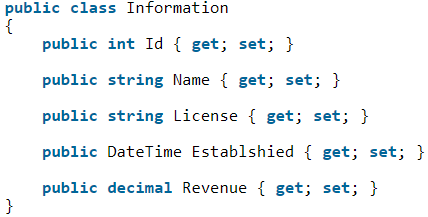 public class Information
{
public int Id { get; set; }
public string Name { get; set; }
public string License { get; set; }
public DateTime Establshied { get; set; }
public decimal Revenue { get; set; }
}